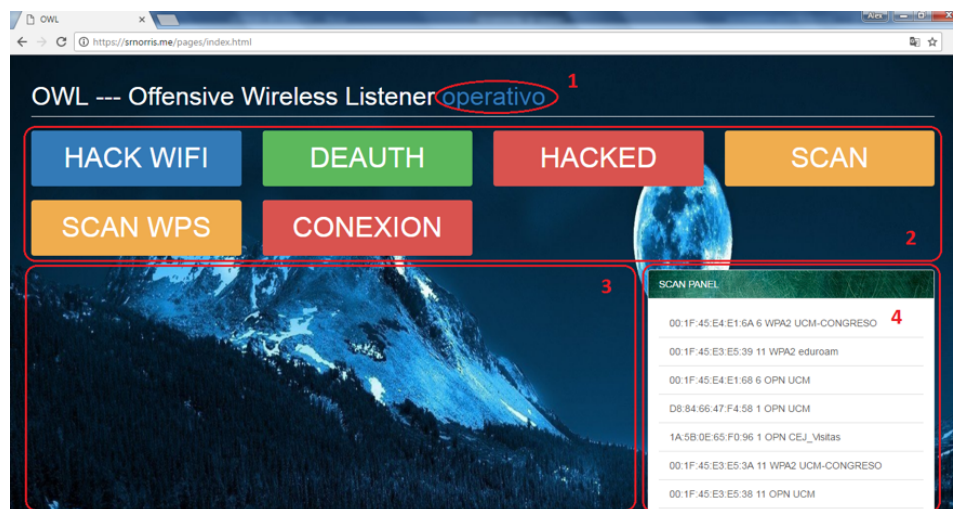 OWL
Alex
https://srnorris.me/pages/index.html
OWL --- Offensive Wireless Listener operativo
1
HACK WIFI
DEAUTH
HACKED
SCAN
SCAN WPS
CONEXION
2
3
SCAN PANEL
4
00:1F:45:E4:E1:6A 6 WPA2 UCM-CONGRESO
00:1F:45:E3:E5:39 11 WPA2 eduroam
00:1F:45:E4:E1:68 6 OPN UCM
D8:84:66:47:F4:58 1 OPN UCM
1A:5B:0E:65:F0:96 1 OPN CEJ_Visitas
00:1F:45:E3:E5:3A 11 WPA2 UCM-CONGRESO
00:1F:45:E3:E5:38 11 OPN UCM